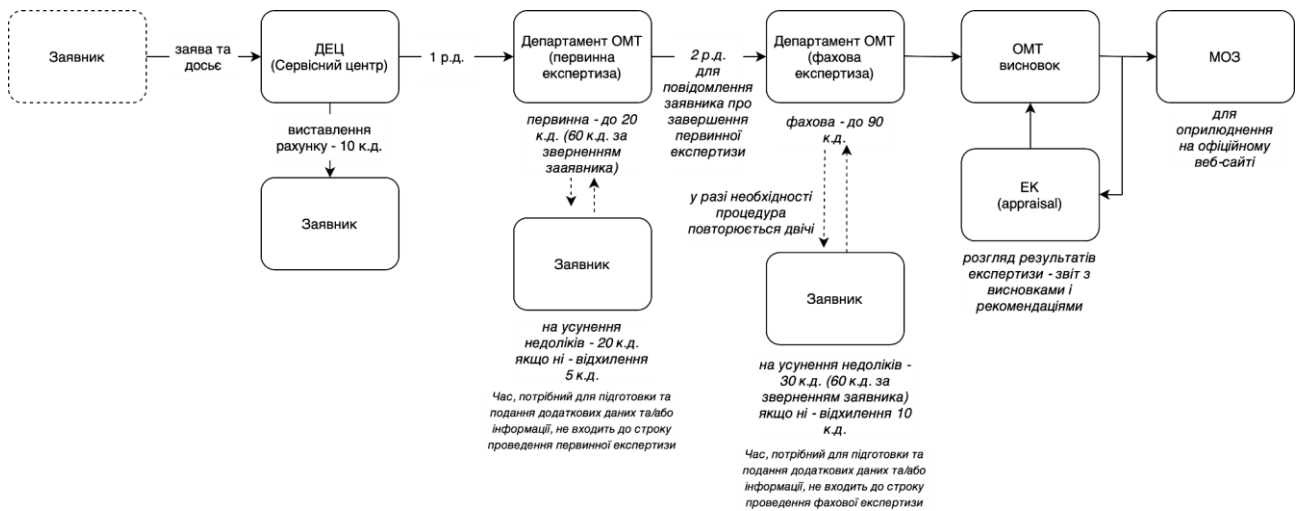 Заявник
заява та
досьє
ДЕЦ
(Сервісний центр)
1 р.д.
Департамент ОМТ
(первинна
експертиза)
2 р.д.
для
повідомлення
заявника про
завершення
первинної
експертизи
Департамент ОМТ
(фахова
експертиза)
ОМТ
висновок
МОЗ
виставлення
рахунку - 10 к.д.
Заявник
первинна - до 20
к.д. (60 к.д. за
зверненням
зааявника)
фахова - до 90
к.д.
для
оприлюднення
на офіційному
веб-сайті
у разі необхідності
процедура
повторюється двічі
ЕК
(appraisal)
розгляд результатів
експертизи - звіт з
висновками і
рекомендаціями
Заявник
на усунення
недоліків - 20 к.д.
якщо ні - відхилення
5 к.д.
Час, потрібний для підготовки та
подання додаткових даних та/або
інформації, не входить до строку
проведення первинної експертизи
Заявник
на усунення недоліків -
30 к.д. (60 к.д. за
зверненням заявника)
якщо ні - відхилення 10
к.д.
Час, потрібний для підготовки та
подання додаткових даних та/або
інформації, не входить до строку
проведення фахової експертизи